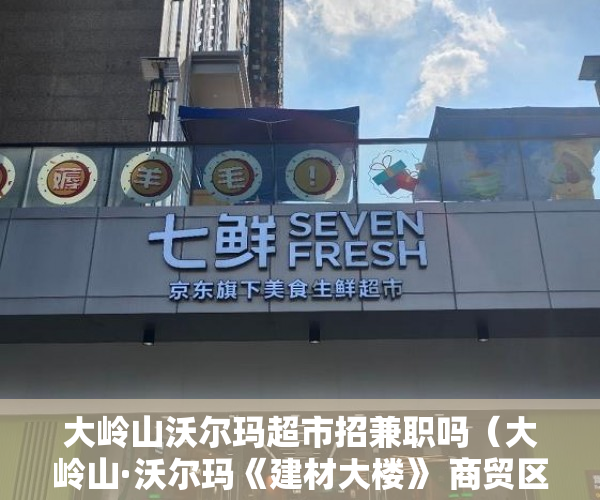 薅羊毛!
七鲜 SEVEN FRESH
京东旗下美食生鲜超市
大岭山沃尔玛超市招兼职吗（大
岭山·沃尔玛《建材大楼》 商贸区